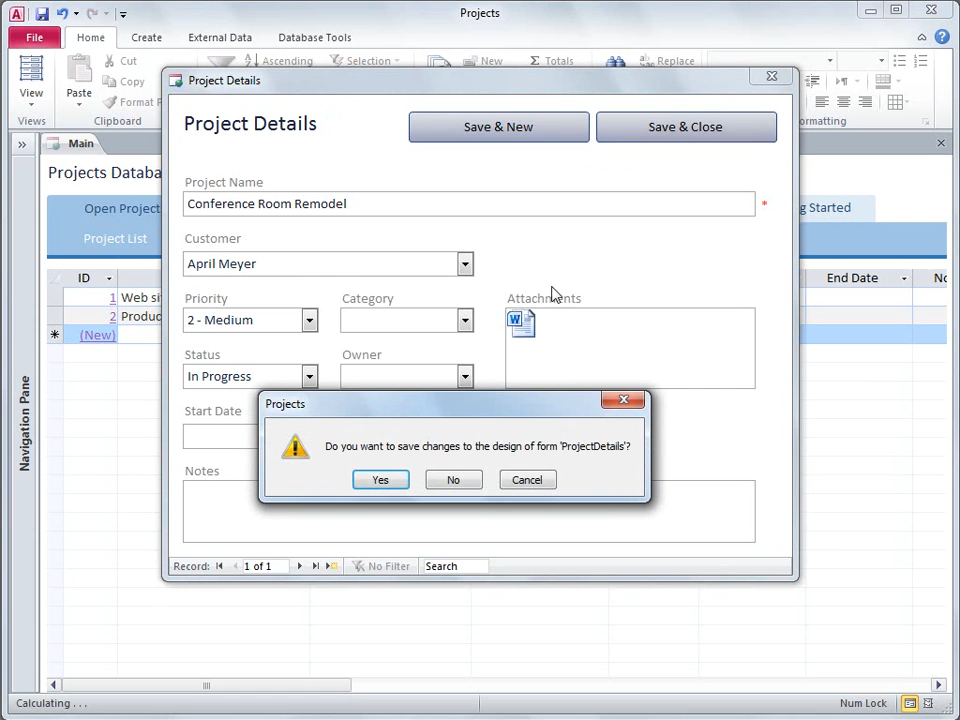 Projects
File Home Create External Data Database Tools
View
Views
Paste
Cut
Copy
Format P
Clipboard
Ascending
Selection
New
Totals
Replace
ormatting
Main
Projects Databa
Open Project
g Started
Project List
ID End Date No
1 Web si
2 Produc
(New)
Navigation Pane
Project Details
Project Details
Save & New Save & Close
Project Name
Conference Room Remodel *
Customer
April Meyer
Priority Category Attachments
2 - Medium
Status Owner
In Progress
Start Date
Notes
Projects
Do you want to save changes to the design of form 'ProjectDetails'?
Yes No Cancel
Record: 1 of 1 No Filter Search
Calculating . . . Num Lock